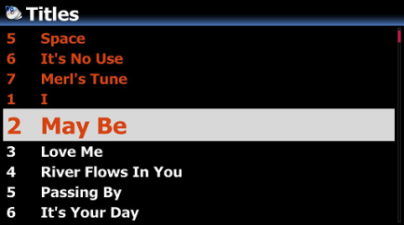 Titles
5 Space
6 It's No Use
7 Merl's Tune
1 I
2 May Be
3 Love Me
4 River Flows In You
5 Passing By
6 It's Your Day